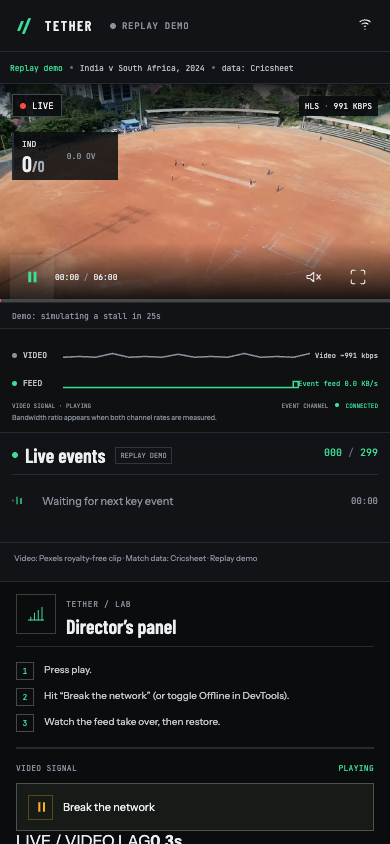 TETHER
REPLAY DEMO
Replay demo • India v South Africa, 2024 • data: Cricsheet
LIVE
HLS · 991 KBPS
IND
0/0
0.0 OV
00:00 / 06:00
Demo: simulating a stall in 25s
VIDEO
Video ~991 kbps
FEED
Event feed 0.0 KB/s
VIDEO SIGNAL · PLAYING
EVENT CHANNEL • CONNECTED
Bandwidth ratio appears when both channel rates are measured.
Live events
REPLAY DEMO
000 / 299
Waiting for next key event
00:00
Video: Pexels royalty-free clip · Match data: Cricsheet · Replay demo
TETHER / LAB
Director’s panel
1 Press play.
2 Hit “Break the network” (or toggle Offline in DevTools).
3 Watch the feed take over, then restore.
VIDEO SIGNAL
PLAYING
Break the network
LIVE / VIDEO LAG 0.3s